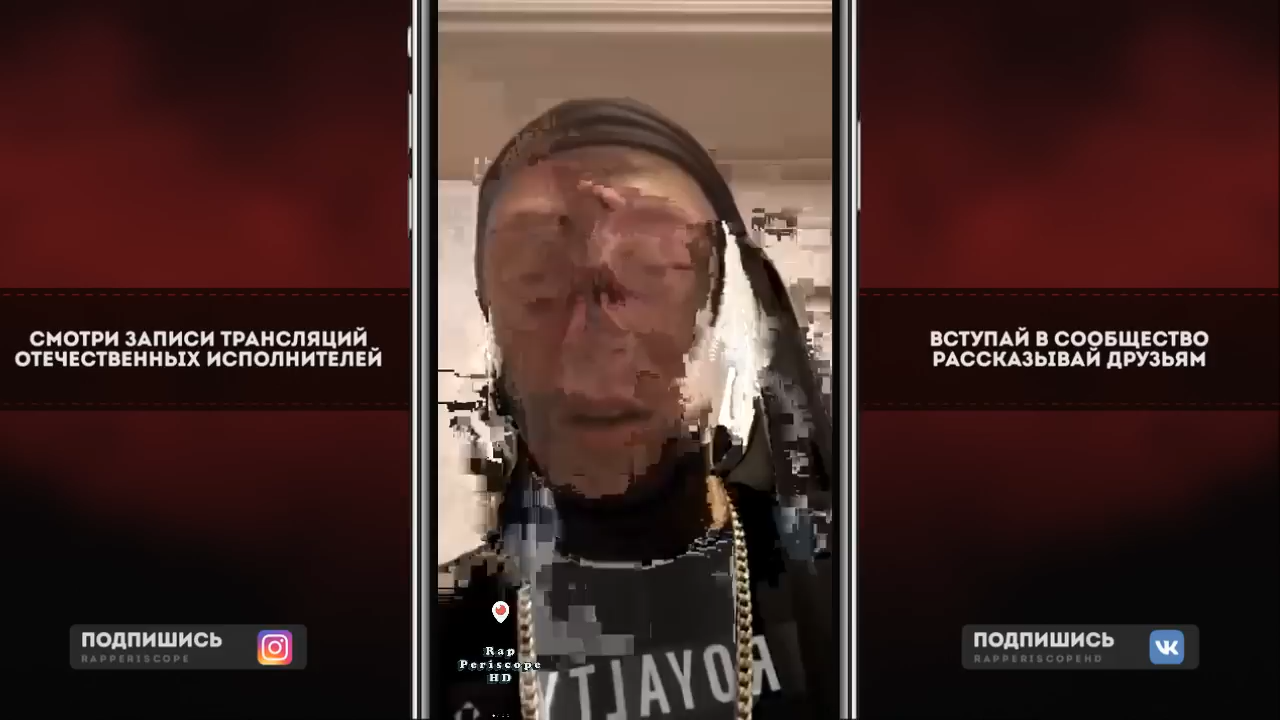 СМОТРИ ЗАПИСИ ТРАНСЛЯЦИЙ
ОТЕЧЕСТВЕННЫХ ИСПОЛНИТЕЛЕЙ
ПОДПИШИСЬ
RAPPERISCOPE
Rap
Periscope
HD
ROYALTY
ВСТУПАЙ В СООБЩЕСТВО
РАССКАЗЫВАЙ ДРУЗЬЯМ
ПОДПИШИСЬ
RAPPERISCOPEHD